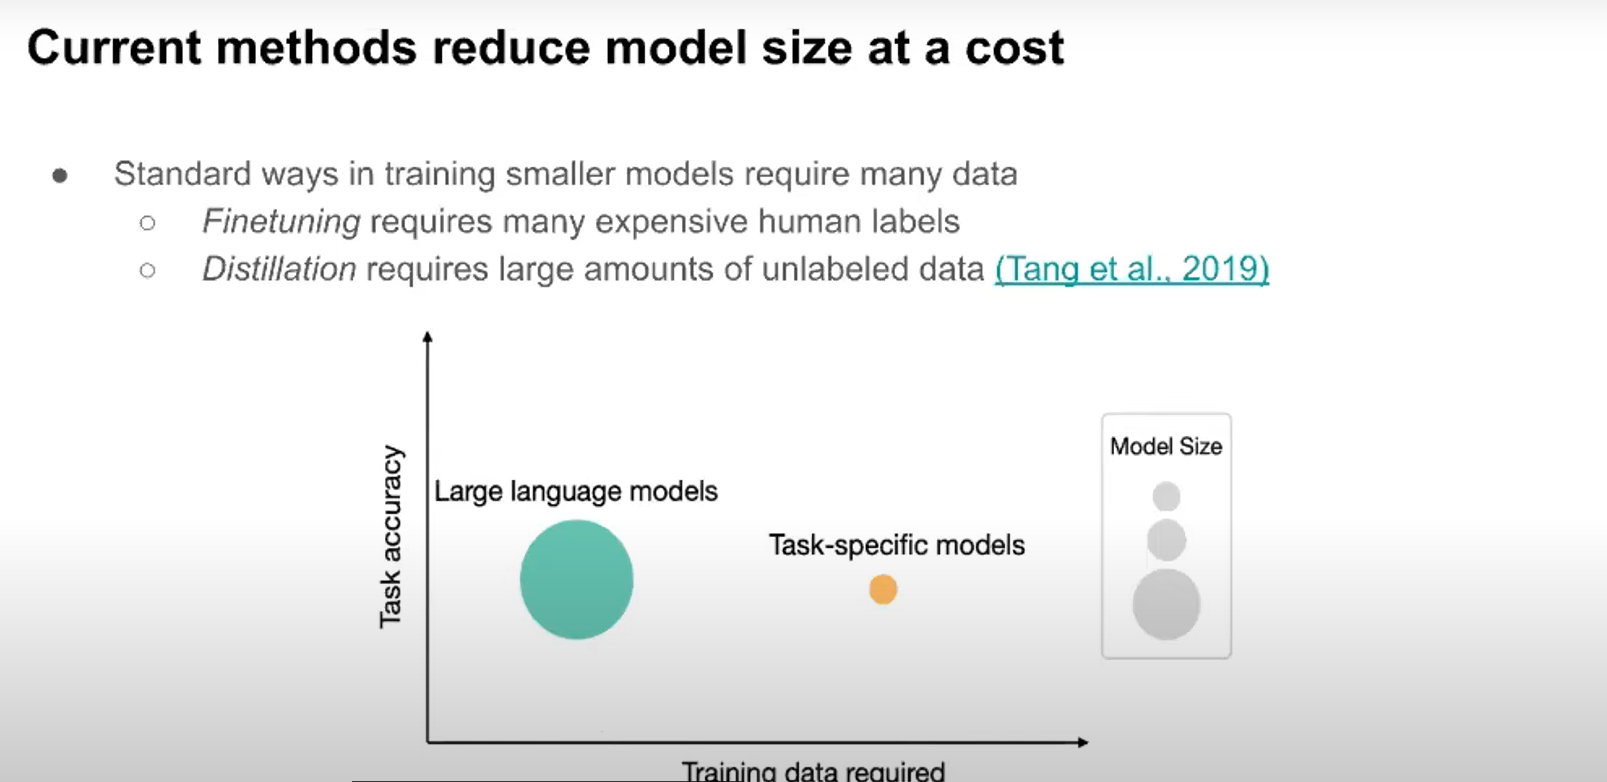 Current methods reduce model size at a cost
● Standard ways in training smaller models require many data
○ Finetuning requires many expensive human labels
○ Distillation requires large amounts of unlabeled data (Tang et al., 2019)
Task accuracy
Large language models
Task-specific models
Model Size
Training data required